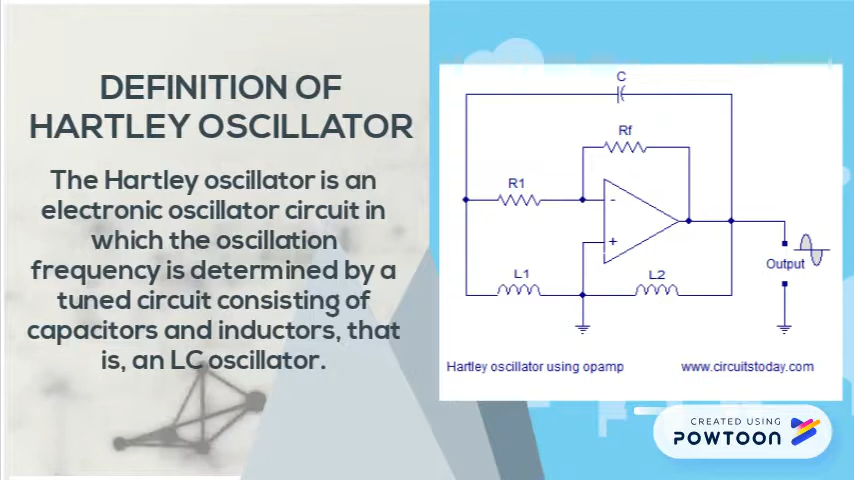 DEFINITION OF
HARTLEY OSCILLATOR
The Hartley oscillator is an
electronic oscillator circuit in
which the oscillation
frequency is determined by a
tuned circuit consisting of
capacitors and inductors, that
is, an LC oscillator.
C
Rf
R1
-
+
L1
L2
Output
Hartley oscillator using opamp
www.circuitstoday.com
CREATED USING
POWTOON